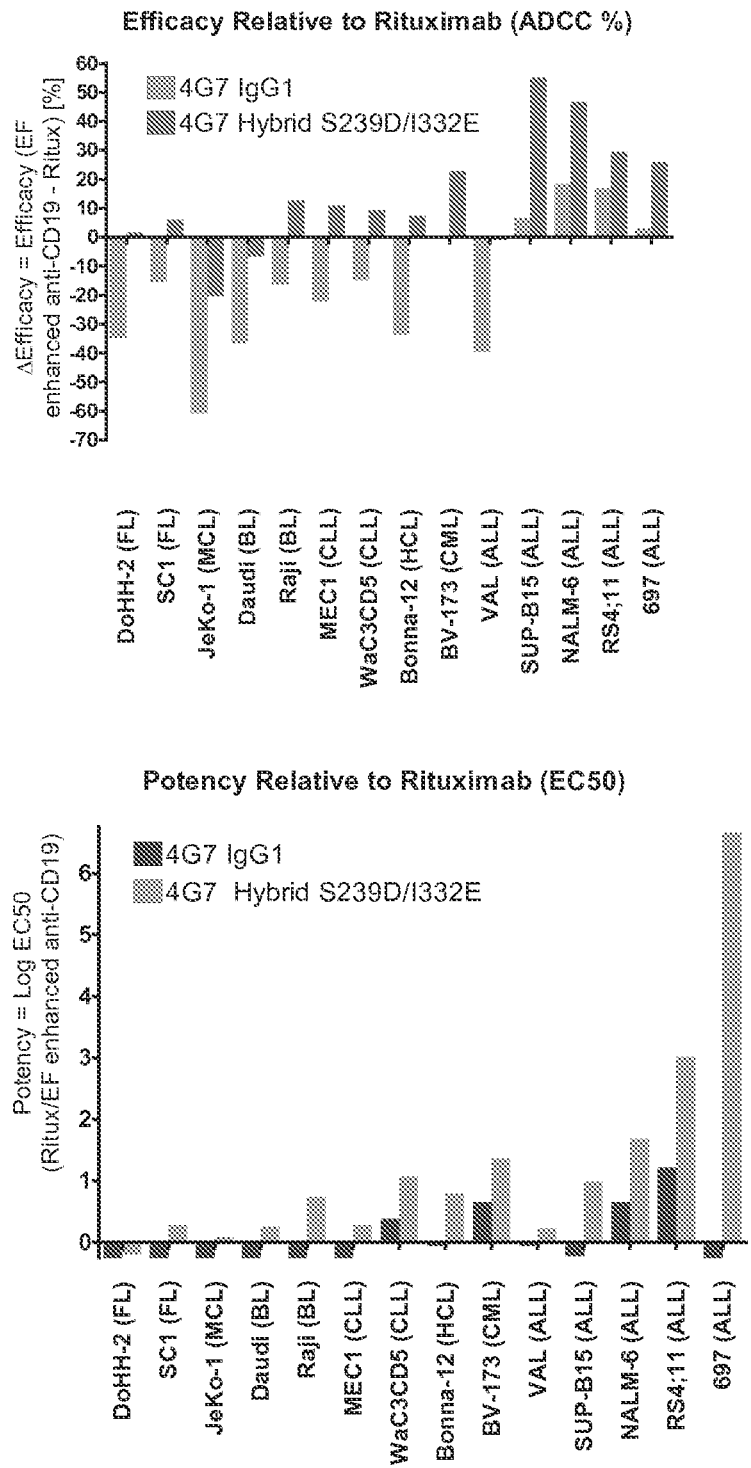 Efficacy Relative to Rituximab (ADCC %)
ΔEfficacy = Efficacy (EF
enhanced anti-CD19 - Ritux) [%]
60
50
40
30
20
10
0
-10
-20
-30
-40
-50
-60
-70
4G7 IgG1
4G7 Hybrid S239D/I332E
DoHH-2 (FL)
SC1 (FL)
JeKo-1 (MCL)
Daudi (BL)
Raji (BL)
MEC1 (CLL)
WaC3CD5 (CLL)
Bonna-12 (HCL)
BV-173 (CML)
VAL (ALL)
SUP-B15 (ALL)
NALM-6 (ALL)
RS4;11 (ALL)
697 (ALL)
Potency Relative to Rituximab (EC50)
Potency = Log EC50
(Ritux/EF enhanced anti-CD19)
6
5
4
3
2
1
0
4G7 IgG1
4G7 Hybrid S239D/I332E
DoHH-2 (FL)
SC1 (FL)
JeKo-1 (MCL)
Daudi (BL)
Raji (BL)
MEC1 (CLL)
WaC3CD5 (CLL)
Bonna-12 (HCL)
BV-173 (CML)
VAL (ALL)
SUP-B15 (ALL)
NALM-6 (ALL)
RS4;11 (ALL)
697 (ALL)